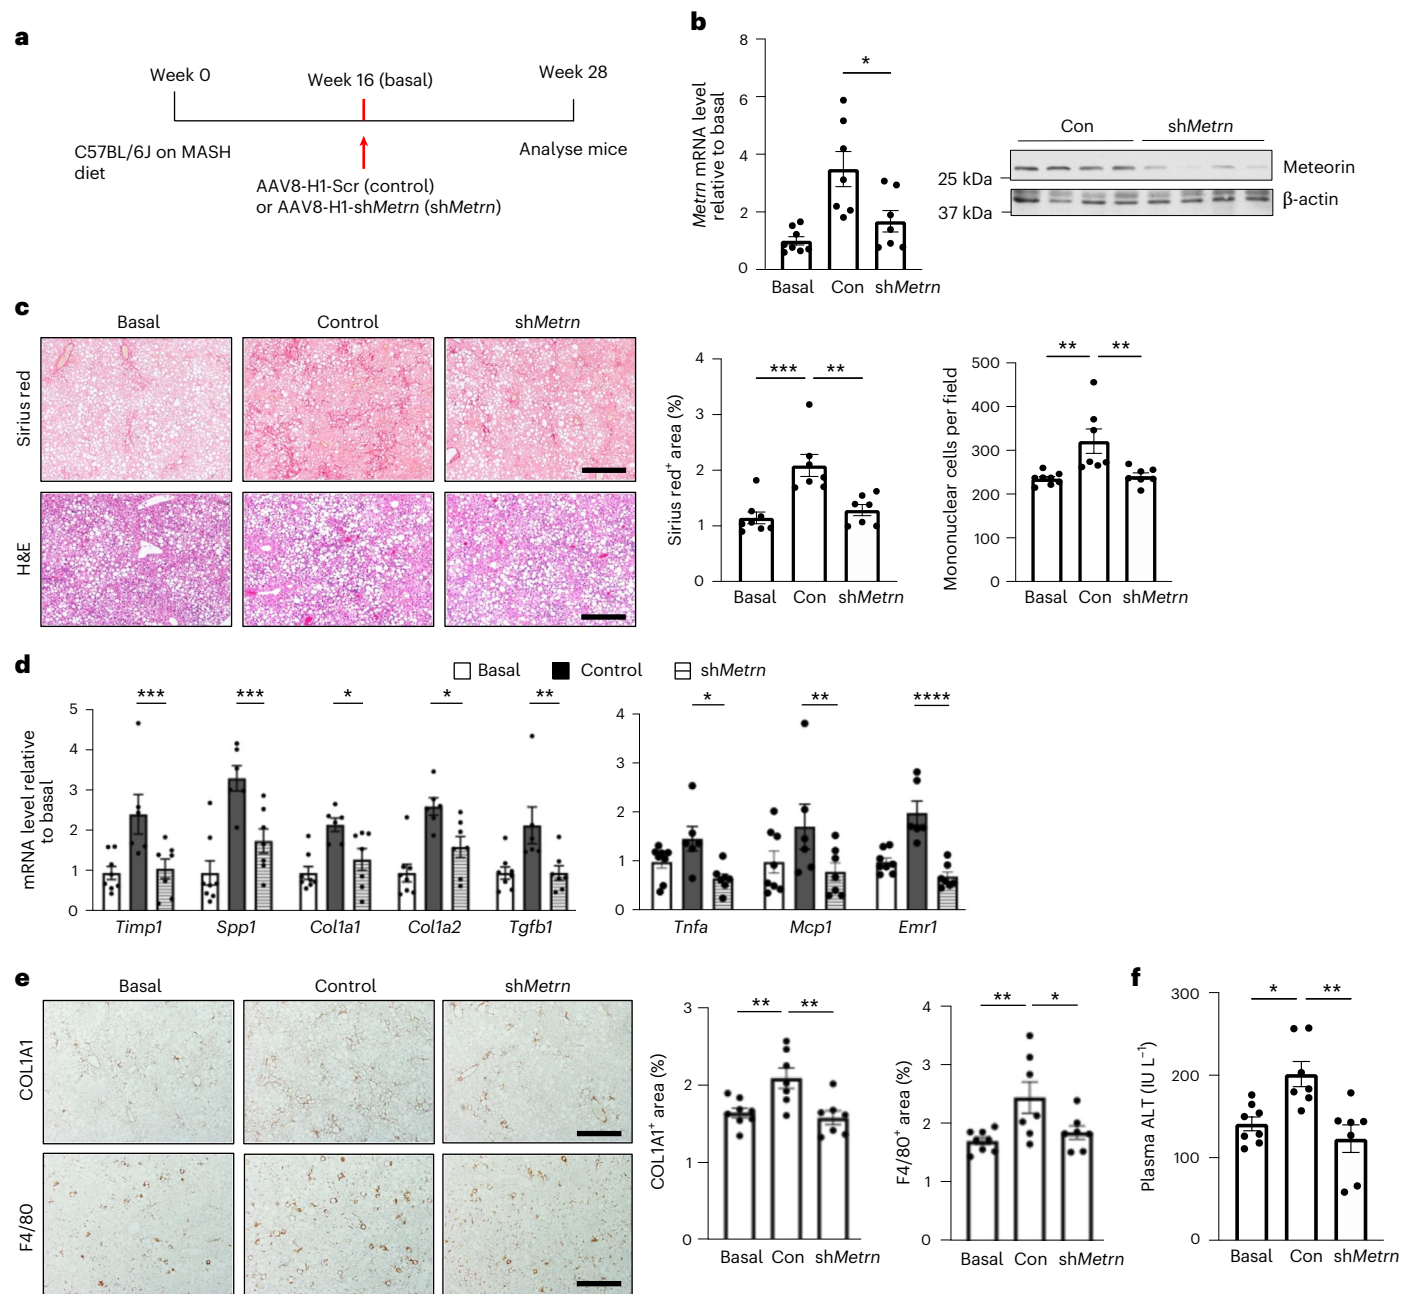 a
Week 0
Week 16 (basal)
Week 28
C57BL/6J on MASH
diet
Analyse mice
AAV8-H1-Scr (control)
or AAV8-H1-shMetrn (shMetrn)
b
Metrn mRNA level
relative to basal
8
6
4
2
0
*
Basal Con shMetrn
Con shMetrn
25 kDa
37 kDa
Meteorin
β-actin
c
Basal Control shMetrn
Sirius red
H&E
Sirius red⁺ area (%)
4
3
2
1
0
*** **
Basal Con shMetrn
Mononuclear cells per field
500
400
300
200
100
0
** **
Basal Con shMetrn
d
Basal Control shMetrn
mRNA level relative
to basal
5
4
3
2
1
0
*** *** * * **
Timp1 Spp1 Col1a1 Col1a2 Tgfb1
4
3
2
1
0
* ** ****
Tnfa Mcp1 Emr1
e
Basal Control shMetrn
COL1A1
F4/80
COL1A1⁺ area (%)
3
2
1
0
** **
Basal Con shMetrn
F4/80⁺ area (%)
4
3
2
1
0
** *
Basal Con shMetrn
f
Plasma ALT (IU L⁻¹)
300
200
100
0
* **
Basal Con shMetrn